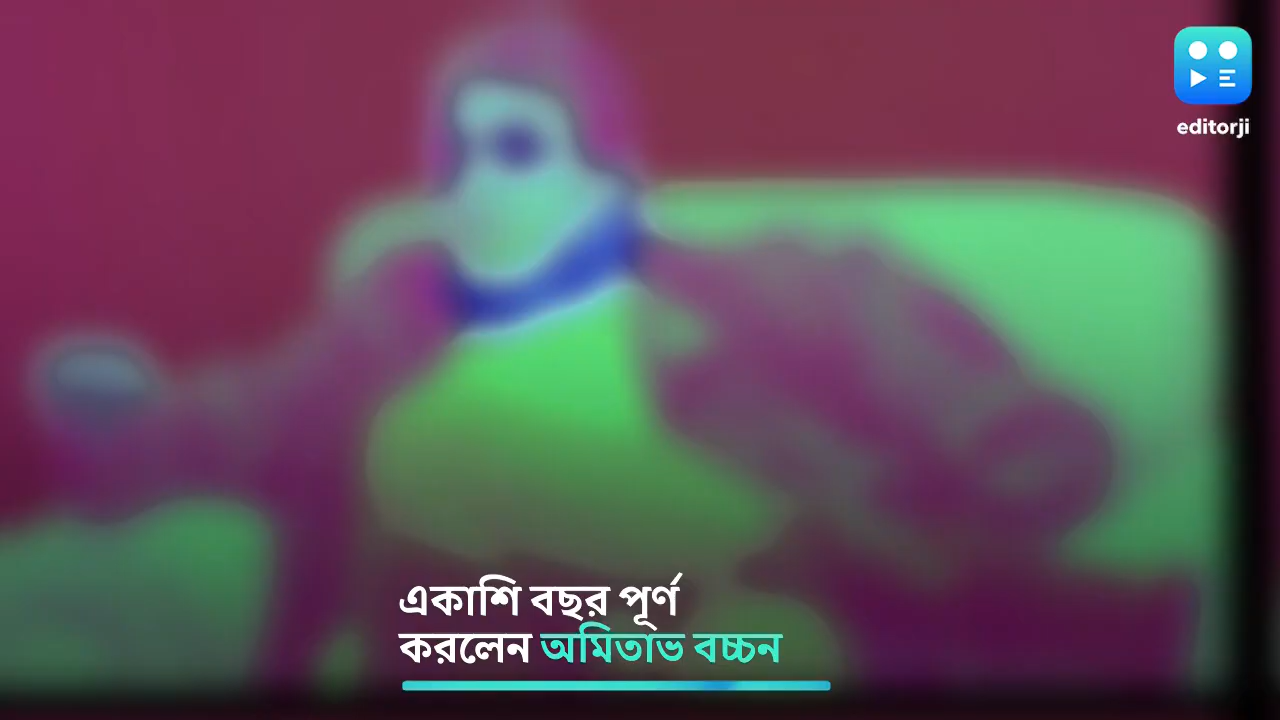 editorji
একাশি বছর পূর্ণ
করলেন অমিতাভ বচ্চন